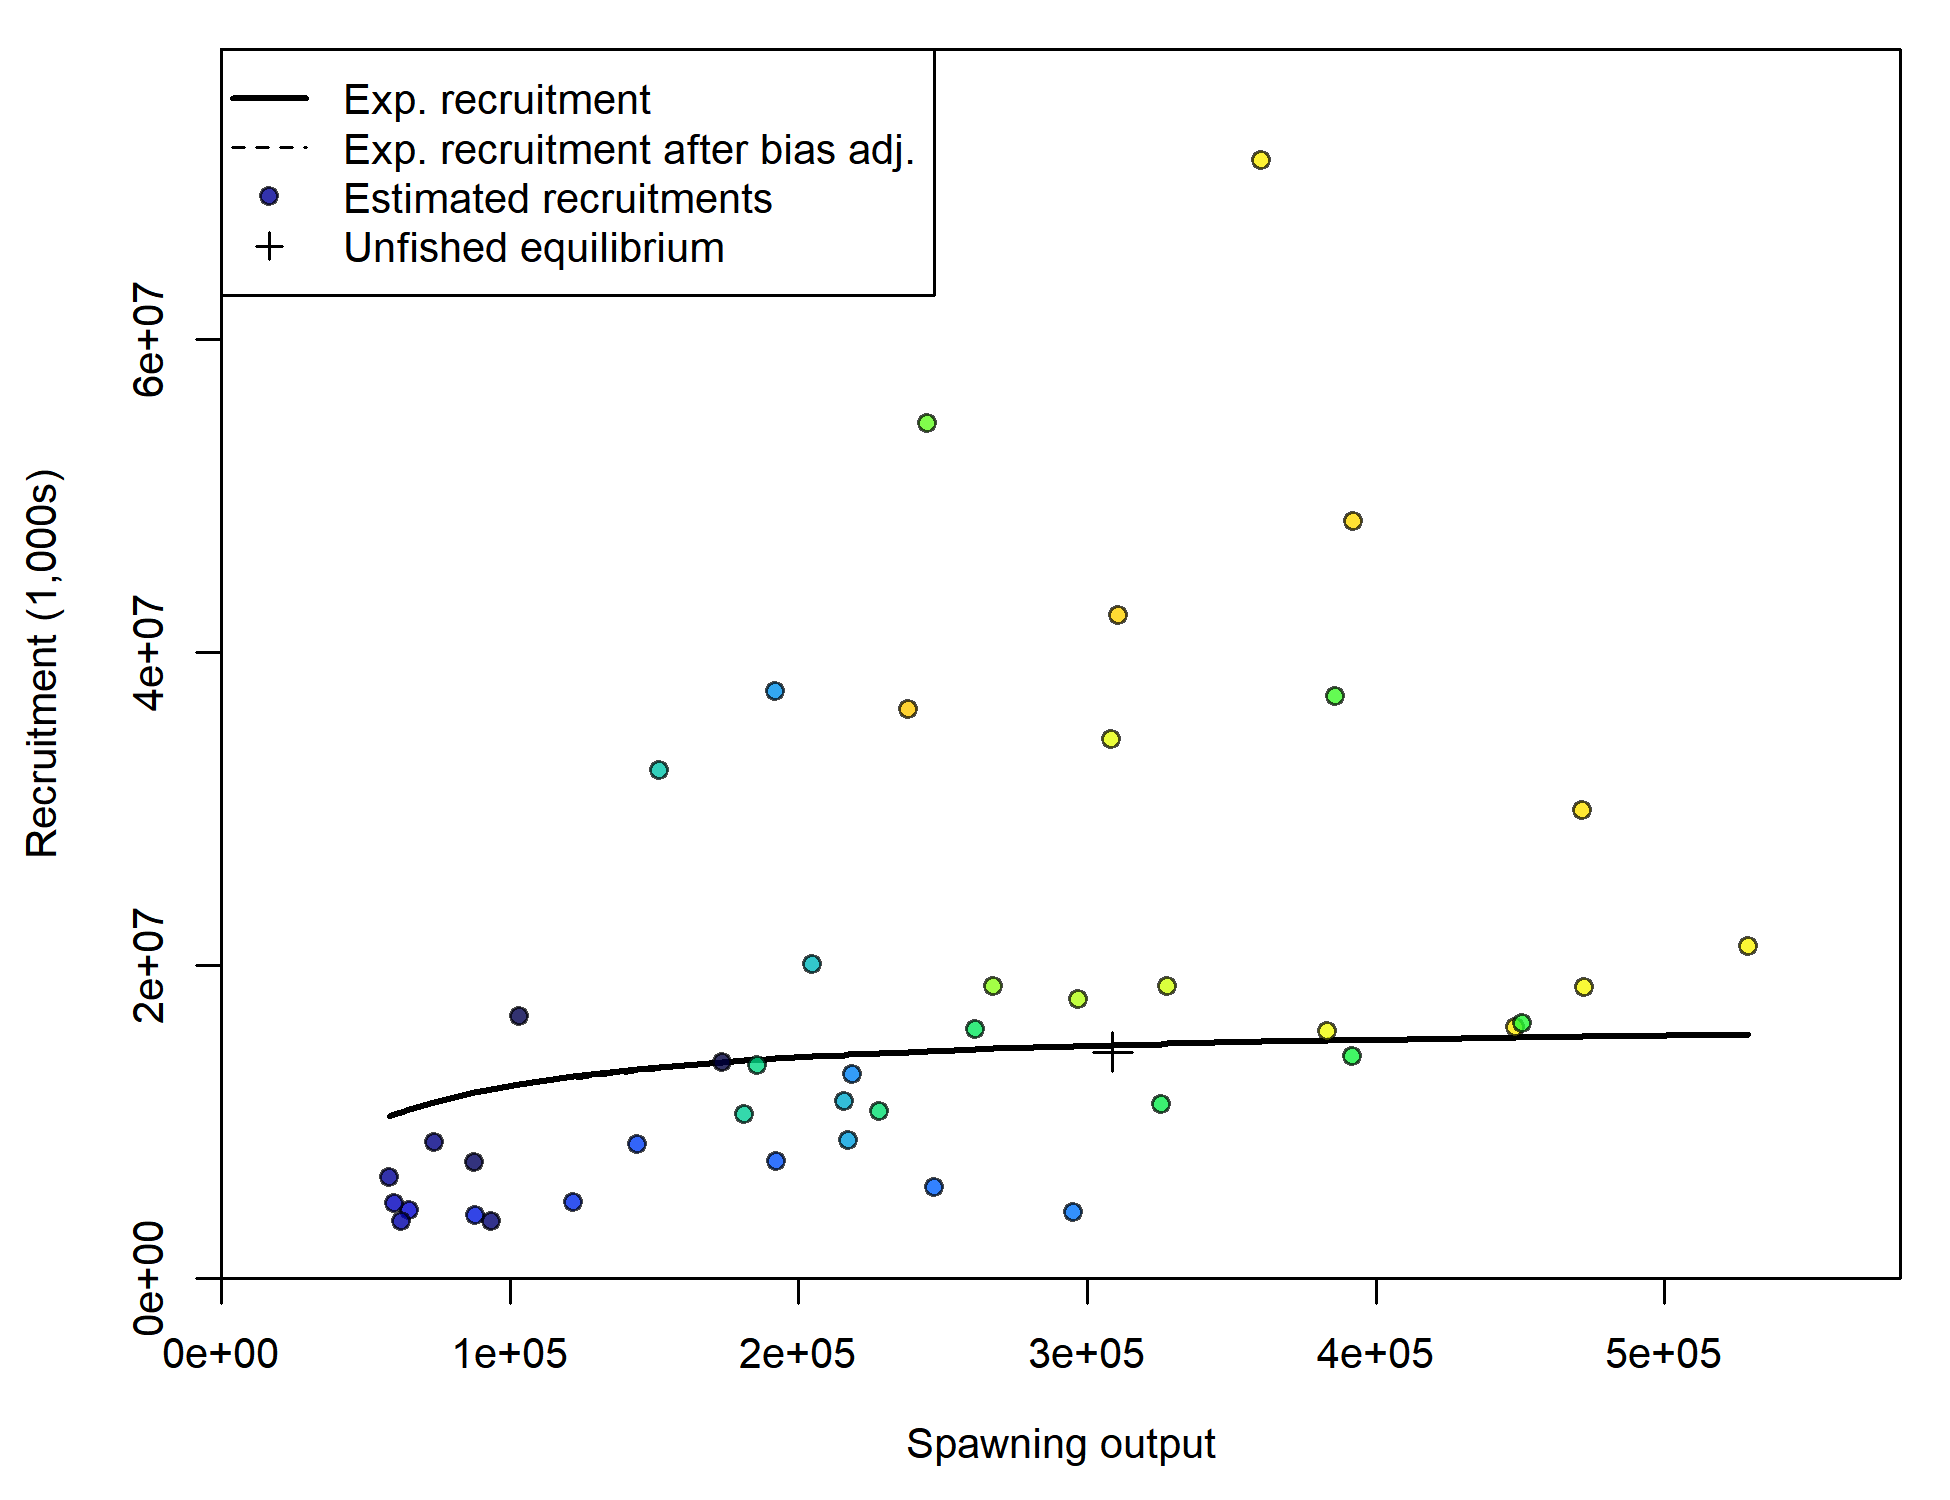 Exp. recruitment
Exp. recruitment after bias adj.
Estimated recruitments
Unfished equilibrium
6e+07
4e+07
2e+07
0e+00
Recruitment (1,000s)
0e+00 1e+05 2e+05 3e+05 4e+05 5e+05
Spawning output